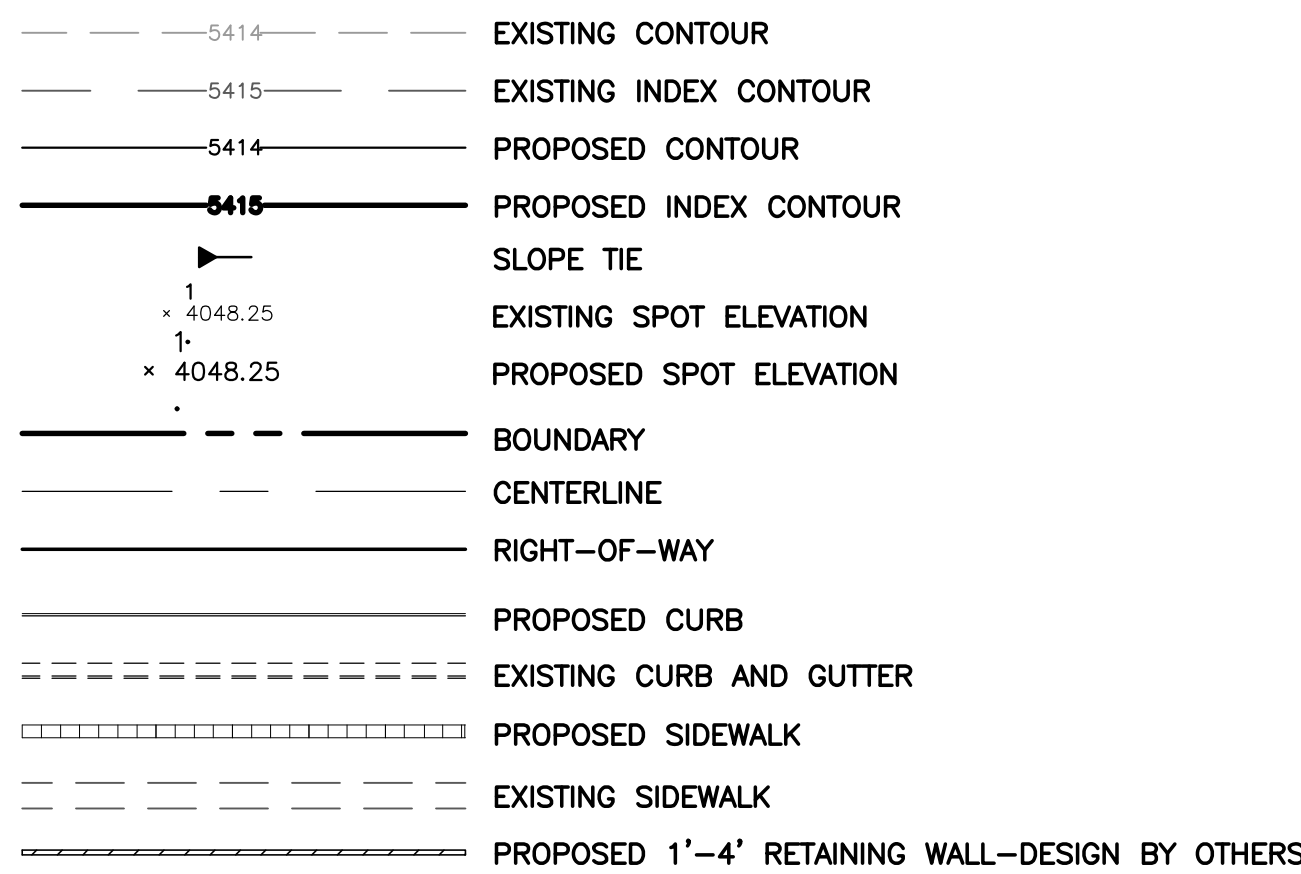 5414 EXISTING CONTOUR
5415 EXISTING INDEX CONTOUR
5414 PROPOSED CONTOUR
5415 PROPOSED INDEX CONTOUR
SLOPE TIE
1
× 4048.25 EXISTING SPOT ELEVATION
1.
× 4048.25 PROPOSED SPOT ELEVATION
BOUNDARY
CENTERLINE
RIGHT-OF-WAY
PROPOSED CURB
EXISTING CURB AND GUTTER
PROPOSED SIDEWALK
EXISTING SIDEWALK
PROPOSED 1'-4' RETAINING WALL-DESIGN BY OTHERS